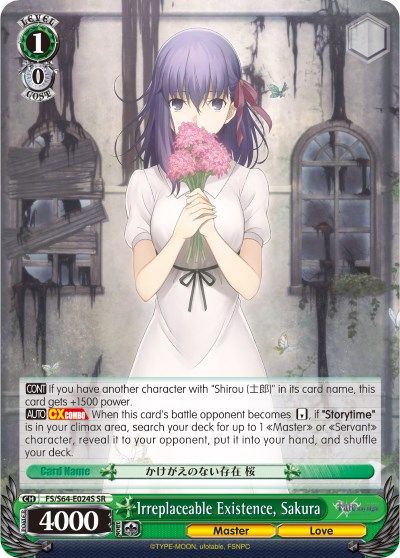 LEVEL
1
0
COST
CONT If you have another character with "Shirou (士郎)" in its card name, this
card gets +1500 power.
AUTO CX COMBO When this card's battle opponent becomes, if "Storytime"
is in your climax area, search your deck for up to 1 «Master» or «Servant»
character, reveal it to your opponent, put it into your hand, and shuffle
your deck.
Card Name
かけがえのない存在 桜
CH FS/S64-E024S SR
Irreplaceable Existence, Sakura
POWER
4000
SOUL
Master
Love
©TYPE-MOON, ufotable, FSNPC